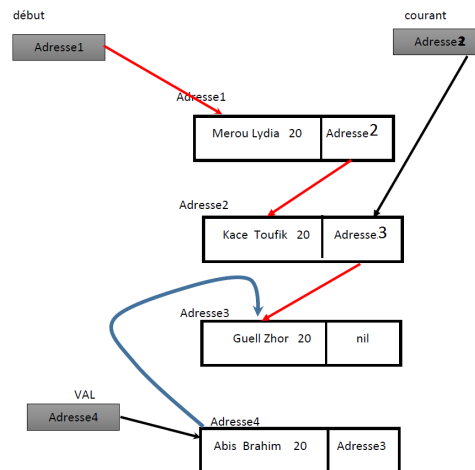 début
courant
Adresse1
Adresse2
Adresse1
Merou Lydia 20 Adresse2
Adresse2
Kace Toufik 20 Adresse3
Adresse3
Guell Zhor 20 nil
VAL
Adresse4
Adresse4
Abis Brahim 20 Adresse3